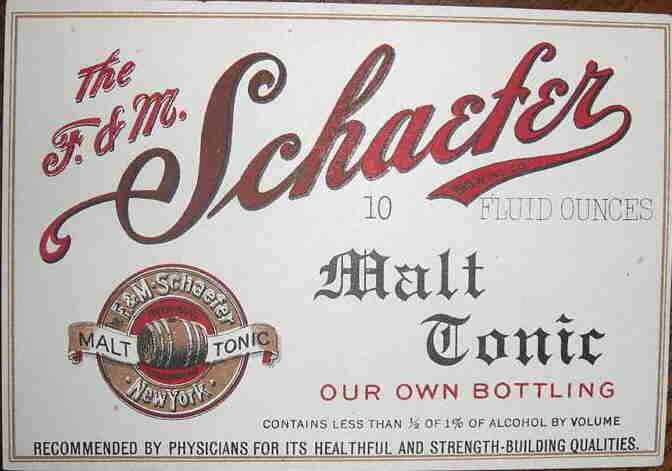 The
F. & M.
Schaefer
BREWING CO.
10 FLUID OUNCES
Malt
Tonic
F. & M. Schaefer
MALT TONIC
New York
OUR OWN BOTTLING
CONTAINS LESS THAN ½ OF 1% OF ALCOHOL BY VOLUME
RECOMMENDED BY PHYSICIANS FOR ITS HEALTHFUL AND STRENGTH-BUILDING QUALITIES.